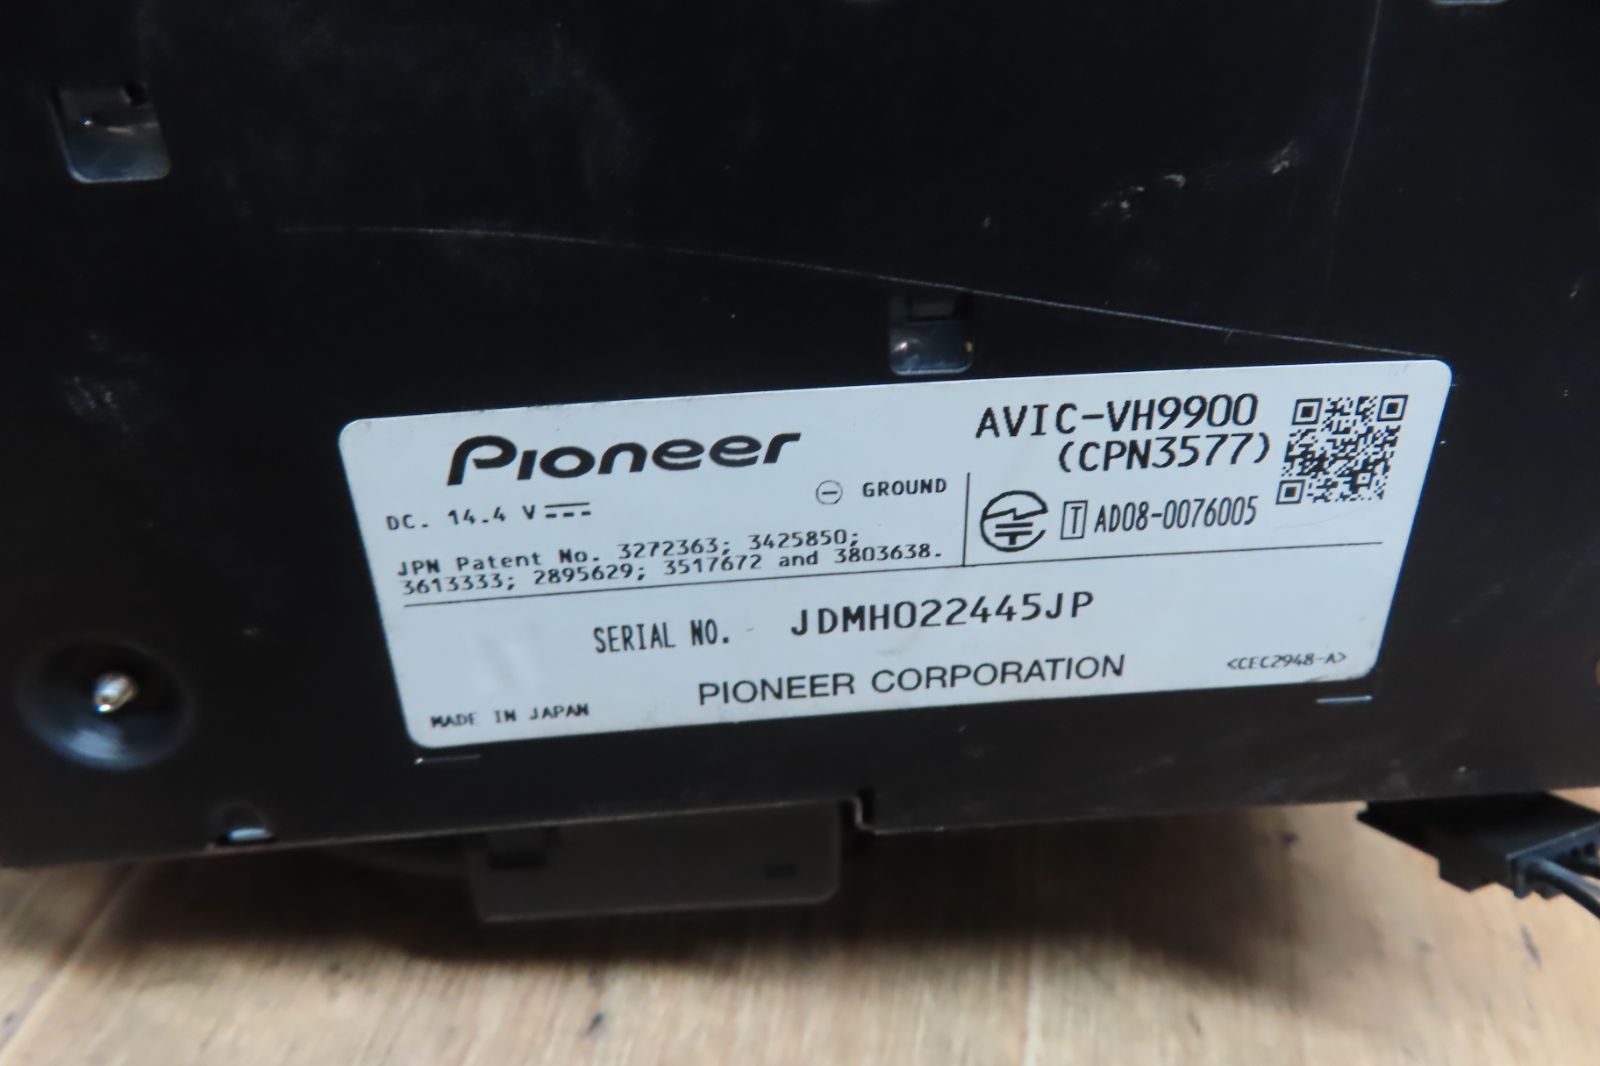 Pioneer
AVIC-VH9900
(CPN3577)
DC. 14.4 V
GROUND
T AD08-0076005
JPN Patent No. 3272363; 3425850;
3613333; 2895629; 3517672 and 3803638.
SERIAL NO. JDMH022445JP
PIONEER CORPORATION
<CEC2948-A>
MADE IN JAPAN